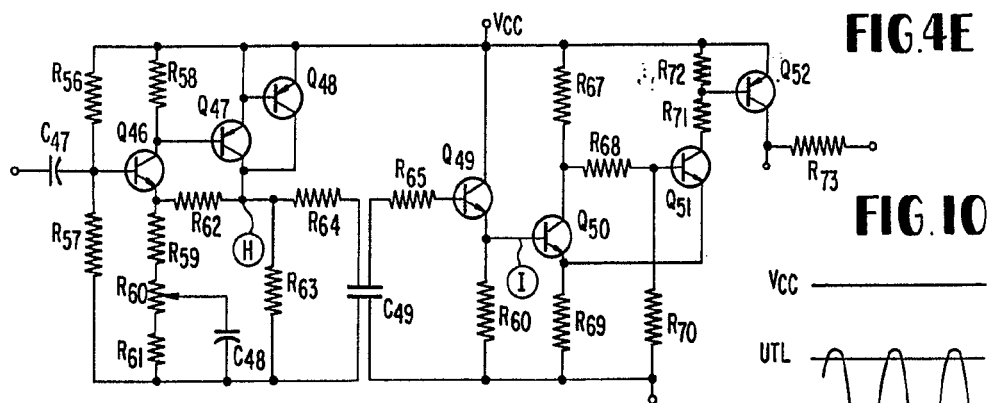 FIG.4E
VCC
R56
R58
Q48
Q47
Q46
C47
R57
R62
R59
R60
R61
C48
H
R63
R64
C49
R65
Q49
R60
I
R67
R68
Q50
R69
R70
Q51
R71
R72
Q52
R73
FIG.10
VCC
UTL